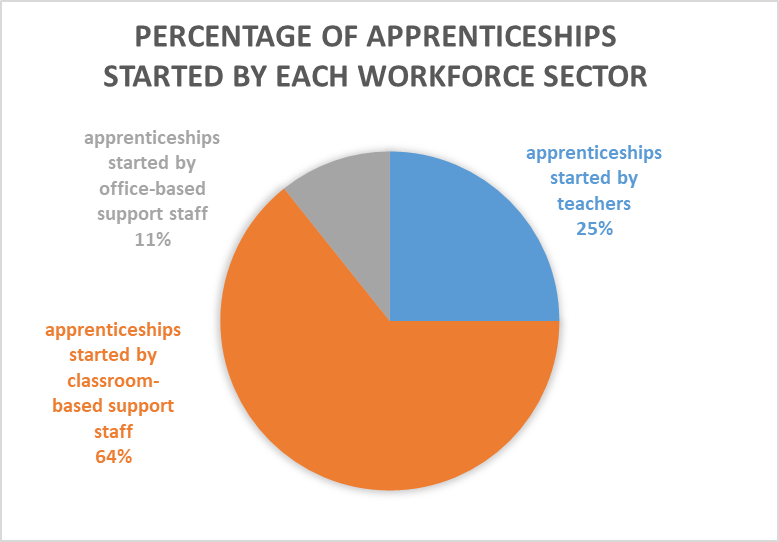 PERCENTAGE OF APPRENTICESHIPS
STARTED BY EACH WORKFORCE SECTOR
apprenticeships
started by
office-based
support staff
11%
apprenticeships
started by
teachers
25%
apprenticeships
started by
classroom-
based support
staff
64%